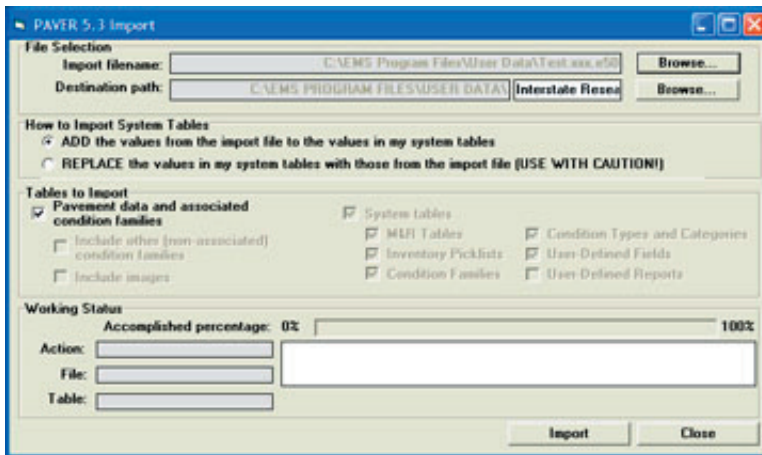 PAVER 5.3 Import
File Selection
Import filename: C:\EMS Program Files\User Data\Test xxx.e50 Browse...
Destination path: C:\EMS PROGRAM FILES\USER DATA\ Interstate Resea Browse...
How to Import System Tables
ADD the values from the import file to the values in my system tables
REPLACE the values in my system tables with those from the import file (USE WITH CAUTION!)
Tables to Import
Pavement data and associated
condition families
Include other (non-associated)
condition families
Include images
System tables
M&R Tables
Inventory Picklists
Condition Families
Condition Types and Categories
User-Defined Fields
User-Defined Reports
Working Status
Accomplished percentage: 0% 100%
Action:
File:
Table:
Import Close